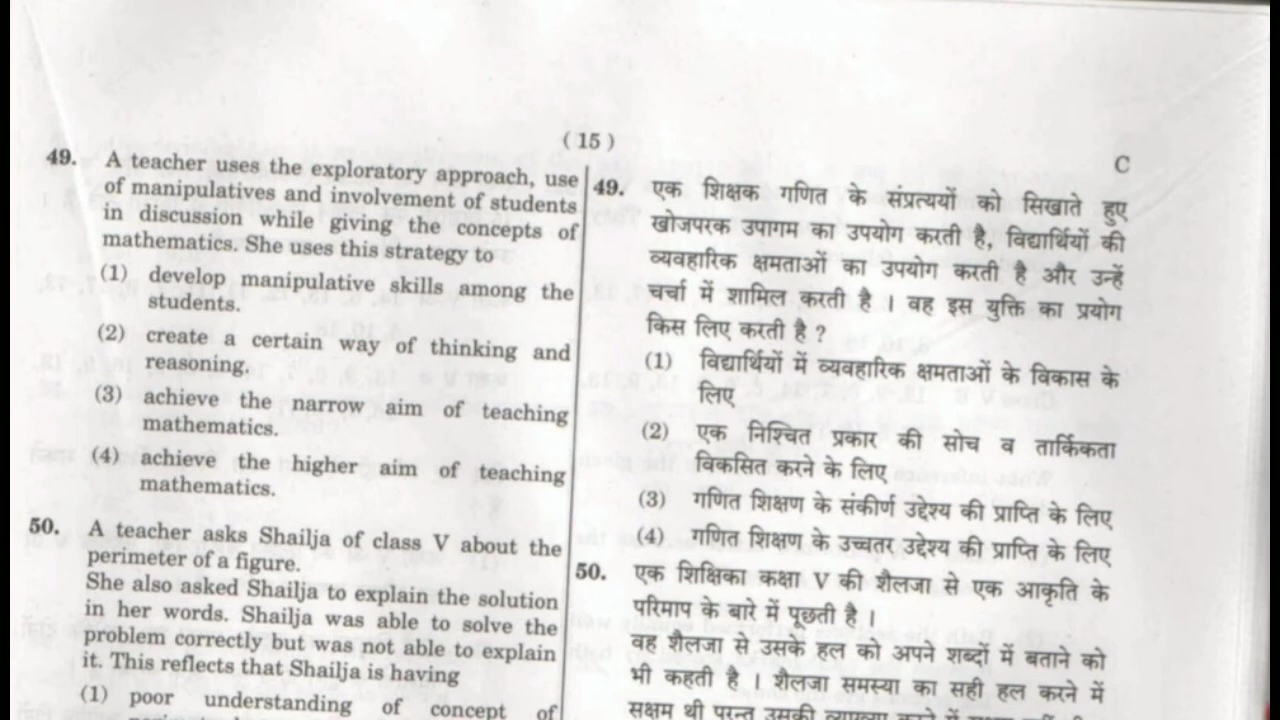 ( 15 )
C
49. A teacher uses the exploratory approach, use
of manipulatives and involvement of students
in discussion while giving the concepts of
mathematics. She uses this strategy to
(1) develop manipulative skills among the
students.
(2) create a certain way of thinking and
reasoning.
(3) achieve the narrow aim of teaching
mathematics.
(4) achieve the higher aim of teaching
mathematics.
50. A teacher asks Shailja of class V about the
perimeter of a figure.
She also asked Shailja to explain the solution
in her words. Shailja was able to solve the
problem correctly but was not able to explain
it. This reflects that Shailja is having
(1) poor understanding of concept of
49. एक शिक्षक गणित के संप्रत्ययों को सिखाते हुए
खोजपरक उपागम का उपयोग करती है, विद्यार्थियों की
व्यवहारिक क्षमताओं का उपयोग करती है और उन्हें
चर्चा में शामिल करती है । वह इस युक्ति का प्रयोग
किस लिए करती है ?
(1) विद्यार्थियों में व्यवहारिक क्षमताओं के विकास के
लिए
(2) एक निश्चित प्रकार की सोच व तार्किकता
विकसित करने के लिए
(3) गणित शिक्षण के संकीर्ण उद्देश्य की प्राप्ति के लिए
(4) गणित शिक्षण के उच्चतर उद्देश्य की प्राप्ति के लिए
50. एक शिक्षिका कक्षा V की शैलजा से एक आकृति के
परिमाप के बारे में पूछती है ।
वह शैलजा से उसके हल को अपने शब्दों में बताने को
भी कहती है । शैलजा समस्या का सही हल करने में
सक्षम थी परन्तु उसकी व्याख्या करने में